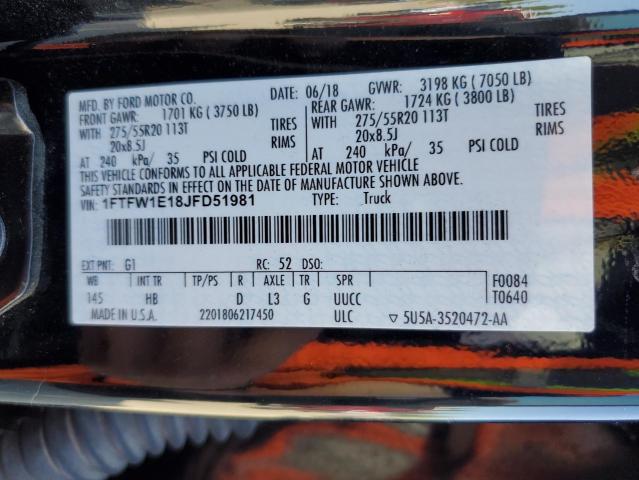 MFD. BY FORD MOTOR CO.
DATE: 06/18 GVWR: 3198 KG (7050 LB)
FRONT GAWR: 1701 KG (3750 LB)
REAR GAWR: 1724 KG (3800 LB)
WITH 275/55R20 113T TIRES
WITH 275/55R20 113T TIRES
20x8.5J RIMS
20x8.5J RIMS
AT 240 kPa/ 35 PSI COLD
AT 240 kPa/ 35 PSI COLD
THIS VEHICLE CONFORMS TO ALL APPLICABLE FEDERAL MOTOR VEHICLE
SAFETY STANDARDS IN EFFECT ON THE DATE OF MANUFACTURE SHOWN ABOVE.
VIN: 1FTFW1E18JFD51981 TYPE: Truck
EXT PNT: G1 RC: 52 DSO:
WB INT TR TP/PS R AXLE TR SPR F0084
145 HB D L3 G UUCC T0640
MADE IN U.S.A. 2201806217450 ULC ▽ 5U5A-3520472-AA